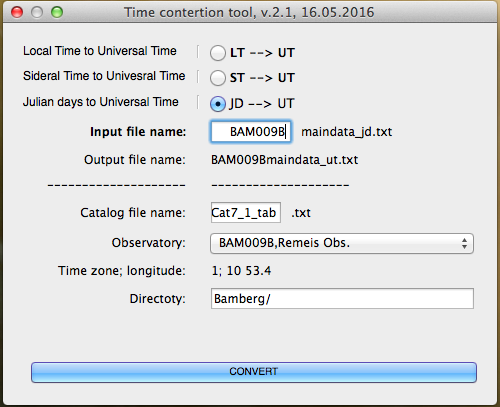 Time contertion tool, v.2.1, 16.05.2016
Local Time to Universal Time LT --> UT
Sideral Time to Univesral Time ST --> UT
Julian days to Universal Time JD --> UT
Input file name: BAM009B maindata_jd.txt
Output file name: BAM009Bmaindata_ut.txt
-------------------- --------------------
Catalog file name: Cat7_1_tab .txt
Observatory: BAM009B,Remeis Obs.
Time zone; longitude: 1; 10 53.4
Directoty: Bamberg/
CONVERT